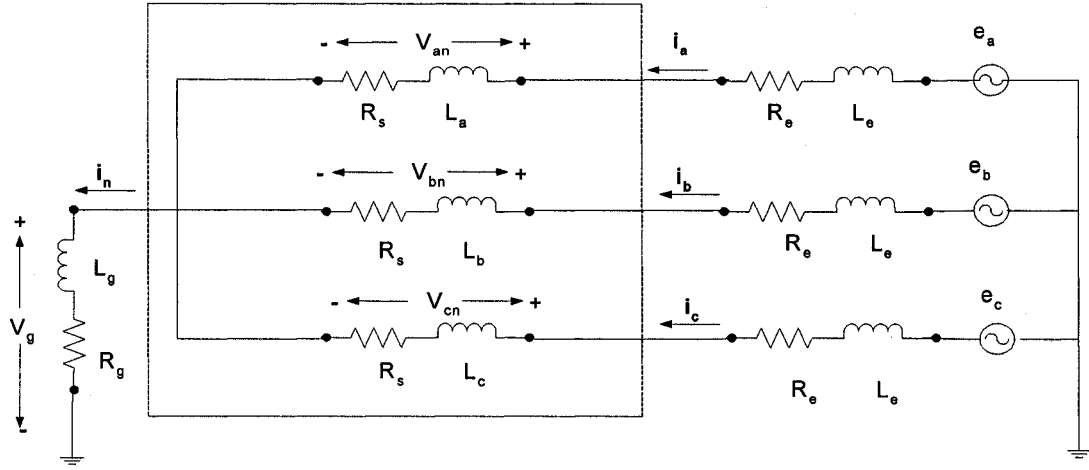 - V_an + i_a e_a
R_s L_a R_e L_e
i_n - V_bn + i_b e_b
+ R_s L_b R_e L_e
L_g
V_g - V_cn + i_c e_c
R_g R_s L_c R_e L_e
-